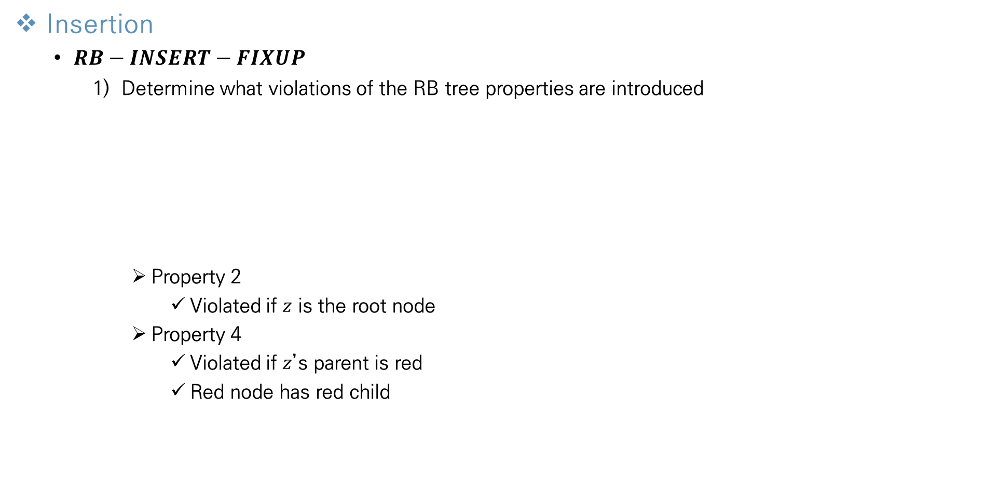 ❖ Insertion
• RB − INSERT − FIXUP
1) Determine what violations of the RB tree properties are introduced
➢ Property 2
✓ Violated if z is the root node
➢ Property 4
✓ Violated if z’s parent is red
✓ Red node has red child